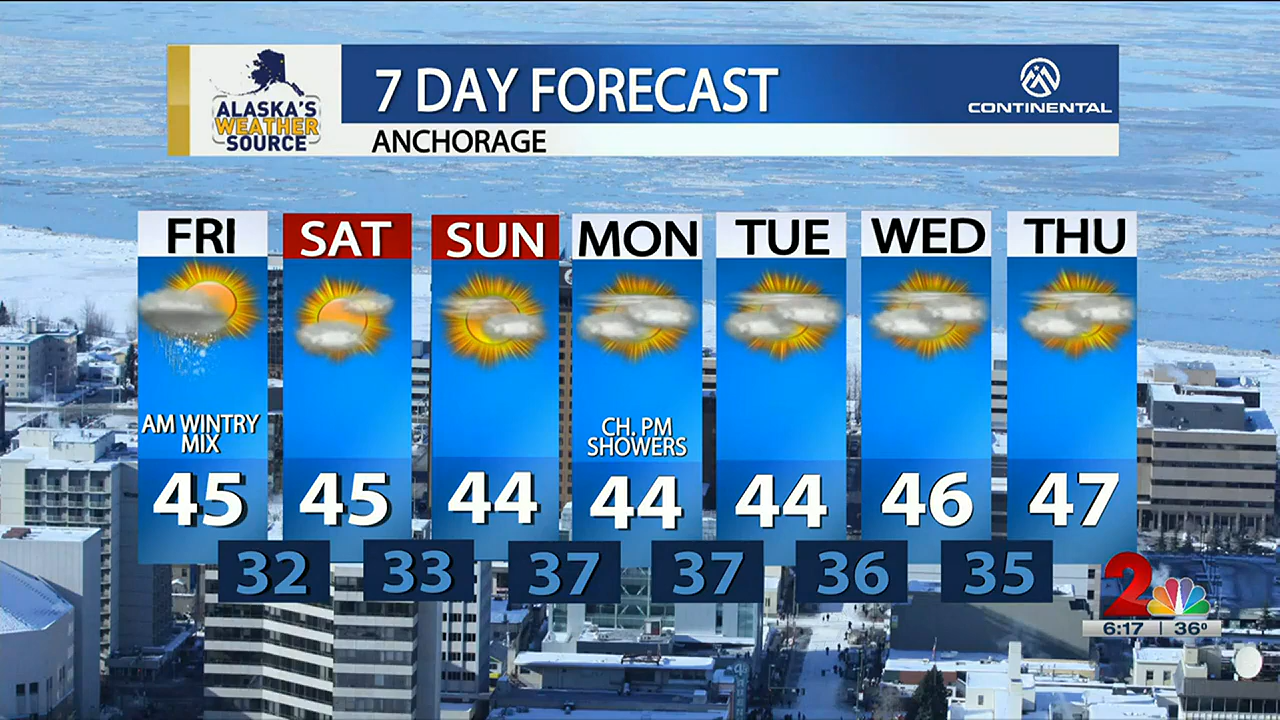 ALASKA'S
WEATHER
SOURCE
7 DAY FORECAST
CONTINENTAL
ANCHORAGE
FRI SAT SUN MON TUE WED THU
AM WINTRY
MIX
CH. PM
SHOWERS
45 45 44 44 44 46 47
32 33 37 37 36 35
2
6:17 36°